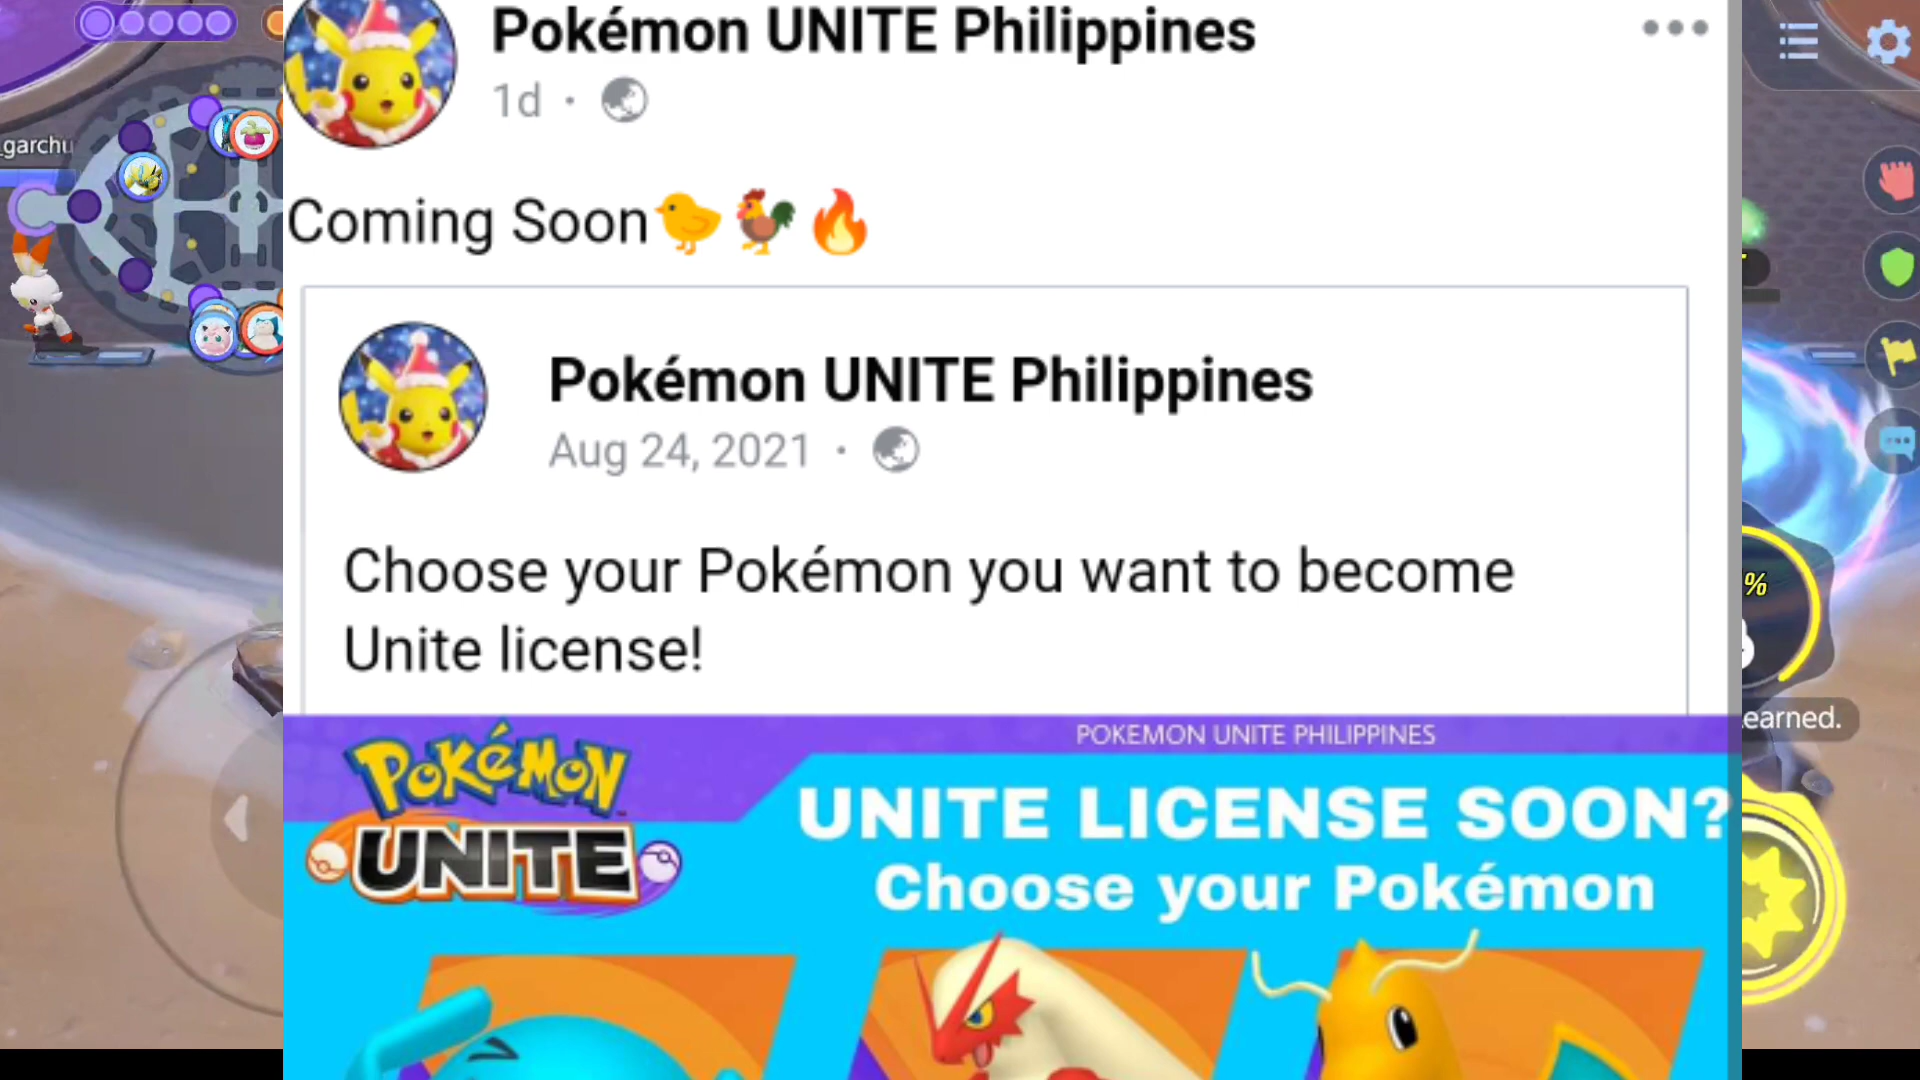 Pokémon UNITE Philippines
1d ·
Coming Soon🐤🐓🔥
Pokémon UNITE Philippines
Aug 24, 2021 ·
Choose your Pokémon you want to become
Unite license!
POKEMON UNITE PHILIPPINES
POKéMON
UNITE
UNITE LICENSE SOON?
Choose your Pokémon
garchu
%
earned.